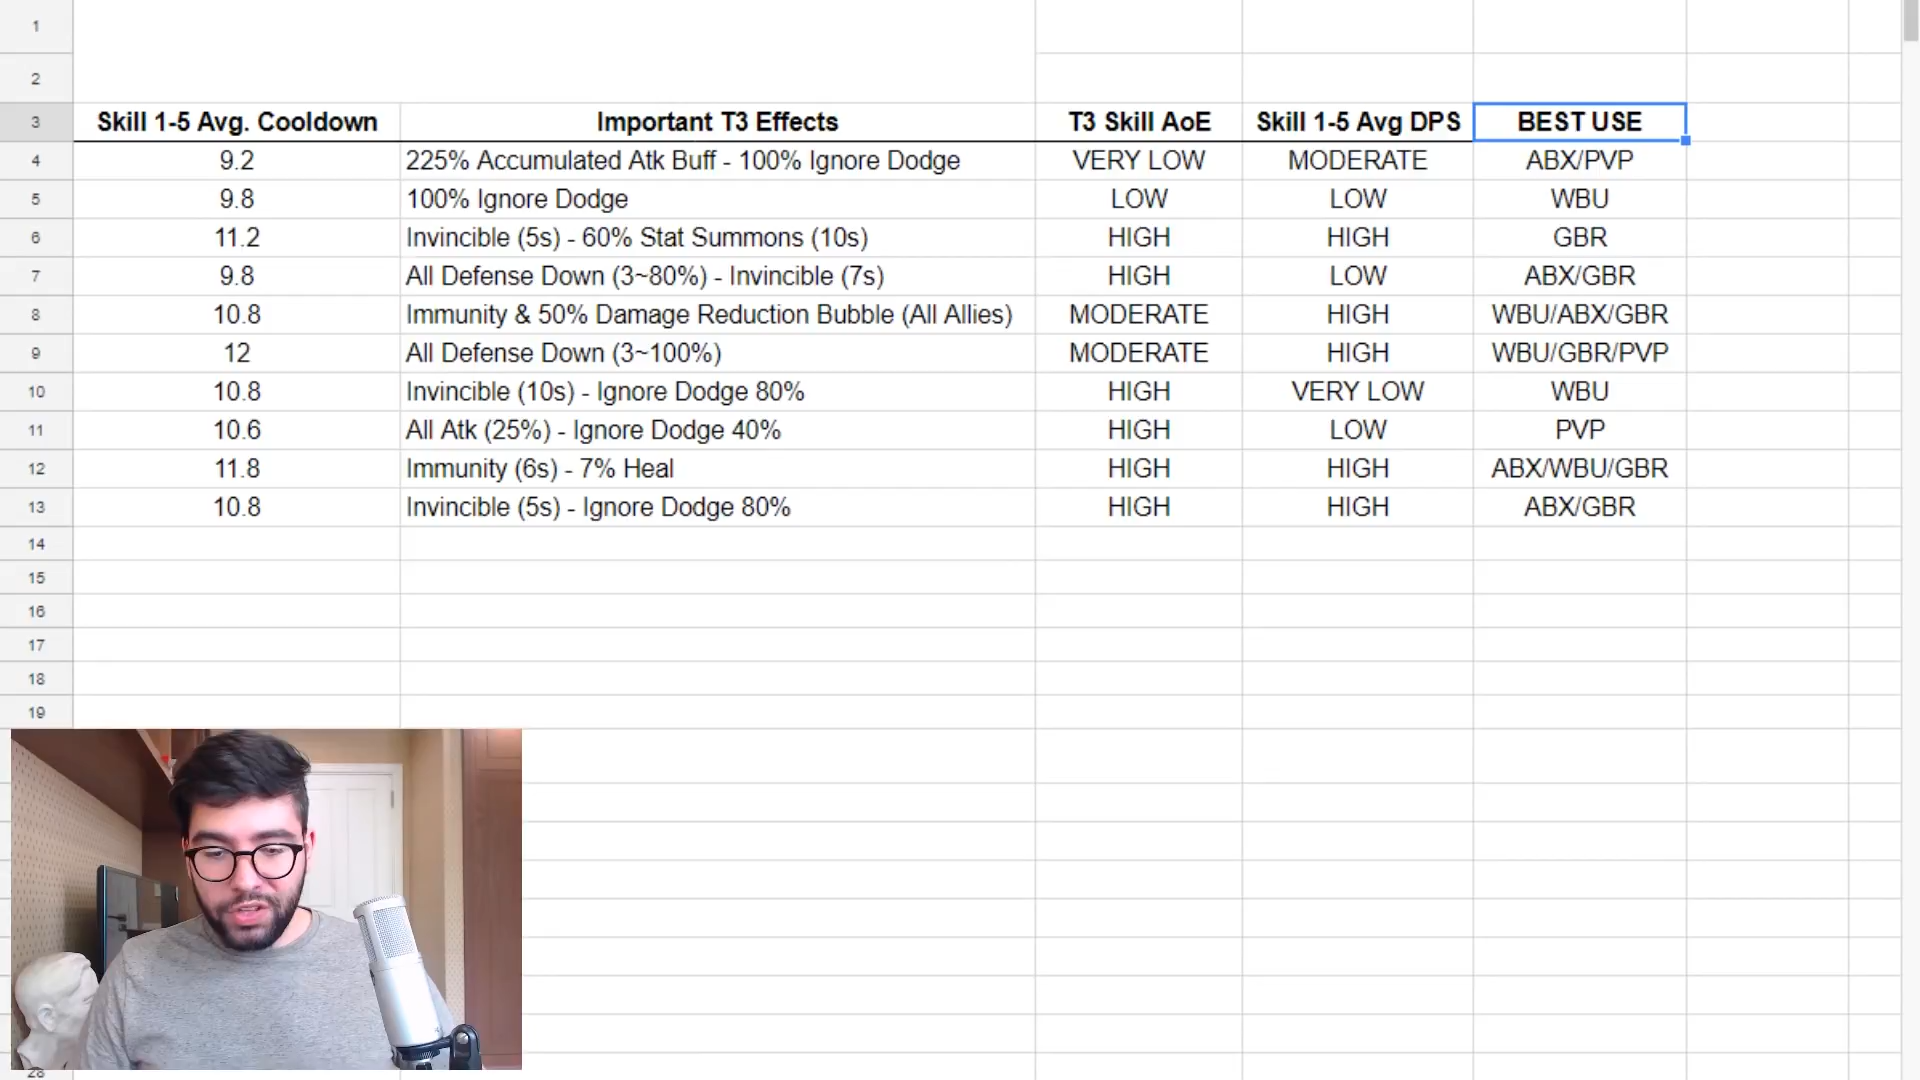 1
2
3 Skill 1-5 Avg. Cooldown Important T3 Effects T3 Skill AoE Skill 1-5 Avg DPS BEST USE
4 9.2 225% Accumulated Atk Buff - 100% Ignore Dodge VERY LOW MODERATE ABX/PVP
5 9.8 100% Ignore Dodge LOW LOW WBU
6 11.2 Invincible (5s) - 60% Stat Summons (10s) HIGH HIGH GBR
7 9.8 All Defense Down (3~80%) - Invincible (7s) HIGH LOW ABX/GBR
8 10.8 Immunity & 50% Damage Reduction Bubble (All Allies) MODERATE HIGH WBU/ABX/GBR
9 12 All Defense Down (3~100%) MODERATE HIGH WBU/GBR/PVP
10 10.8 Invincible (10s) - Ignore Dodge 80% HIGH VERY LOW WBU
11 10.6 All Atk (25%) - Ignore Dodge 40% HIGH LOW PVP
12 11.8 Immunity (6s) - 7% Heal HIGH HIGH ABX/WBU/GBR
13 10.8 Invincible (5s) - Ignore Dodge 80% HIGH HIGH ABX/GBR
14
15
16
17
18
19
28